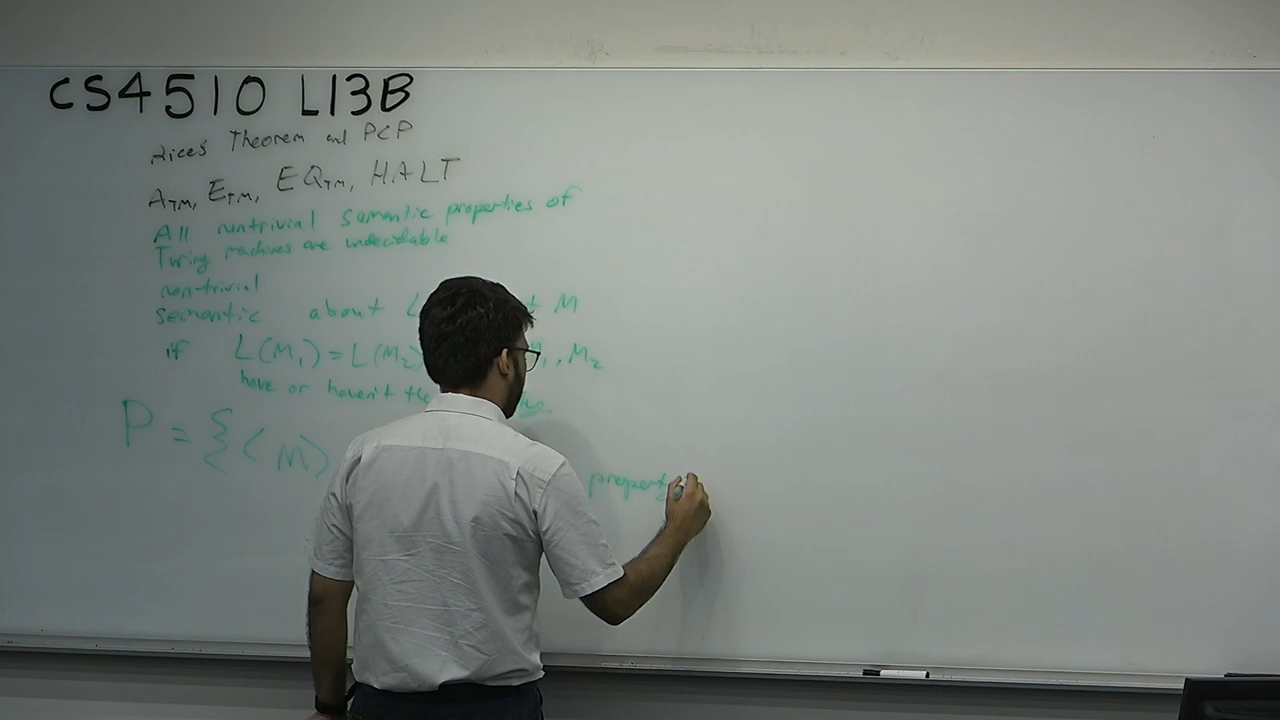 CS4510 L13B
Rice's Theorem and PCP
A_TM, E_TM, EQ_TM, HALT
All nontrivial semantic properties of
Turing machines are undecidable
non-trivial
semantic about L M
if L(M₁) = L(M₂) M₁, M₂
have or haven't the
P = {⟨M⟩ property